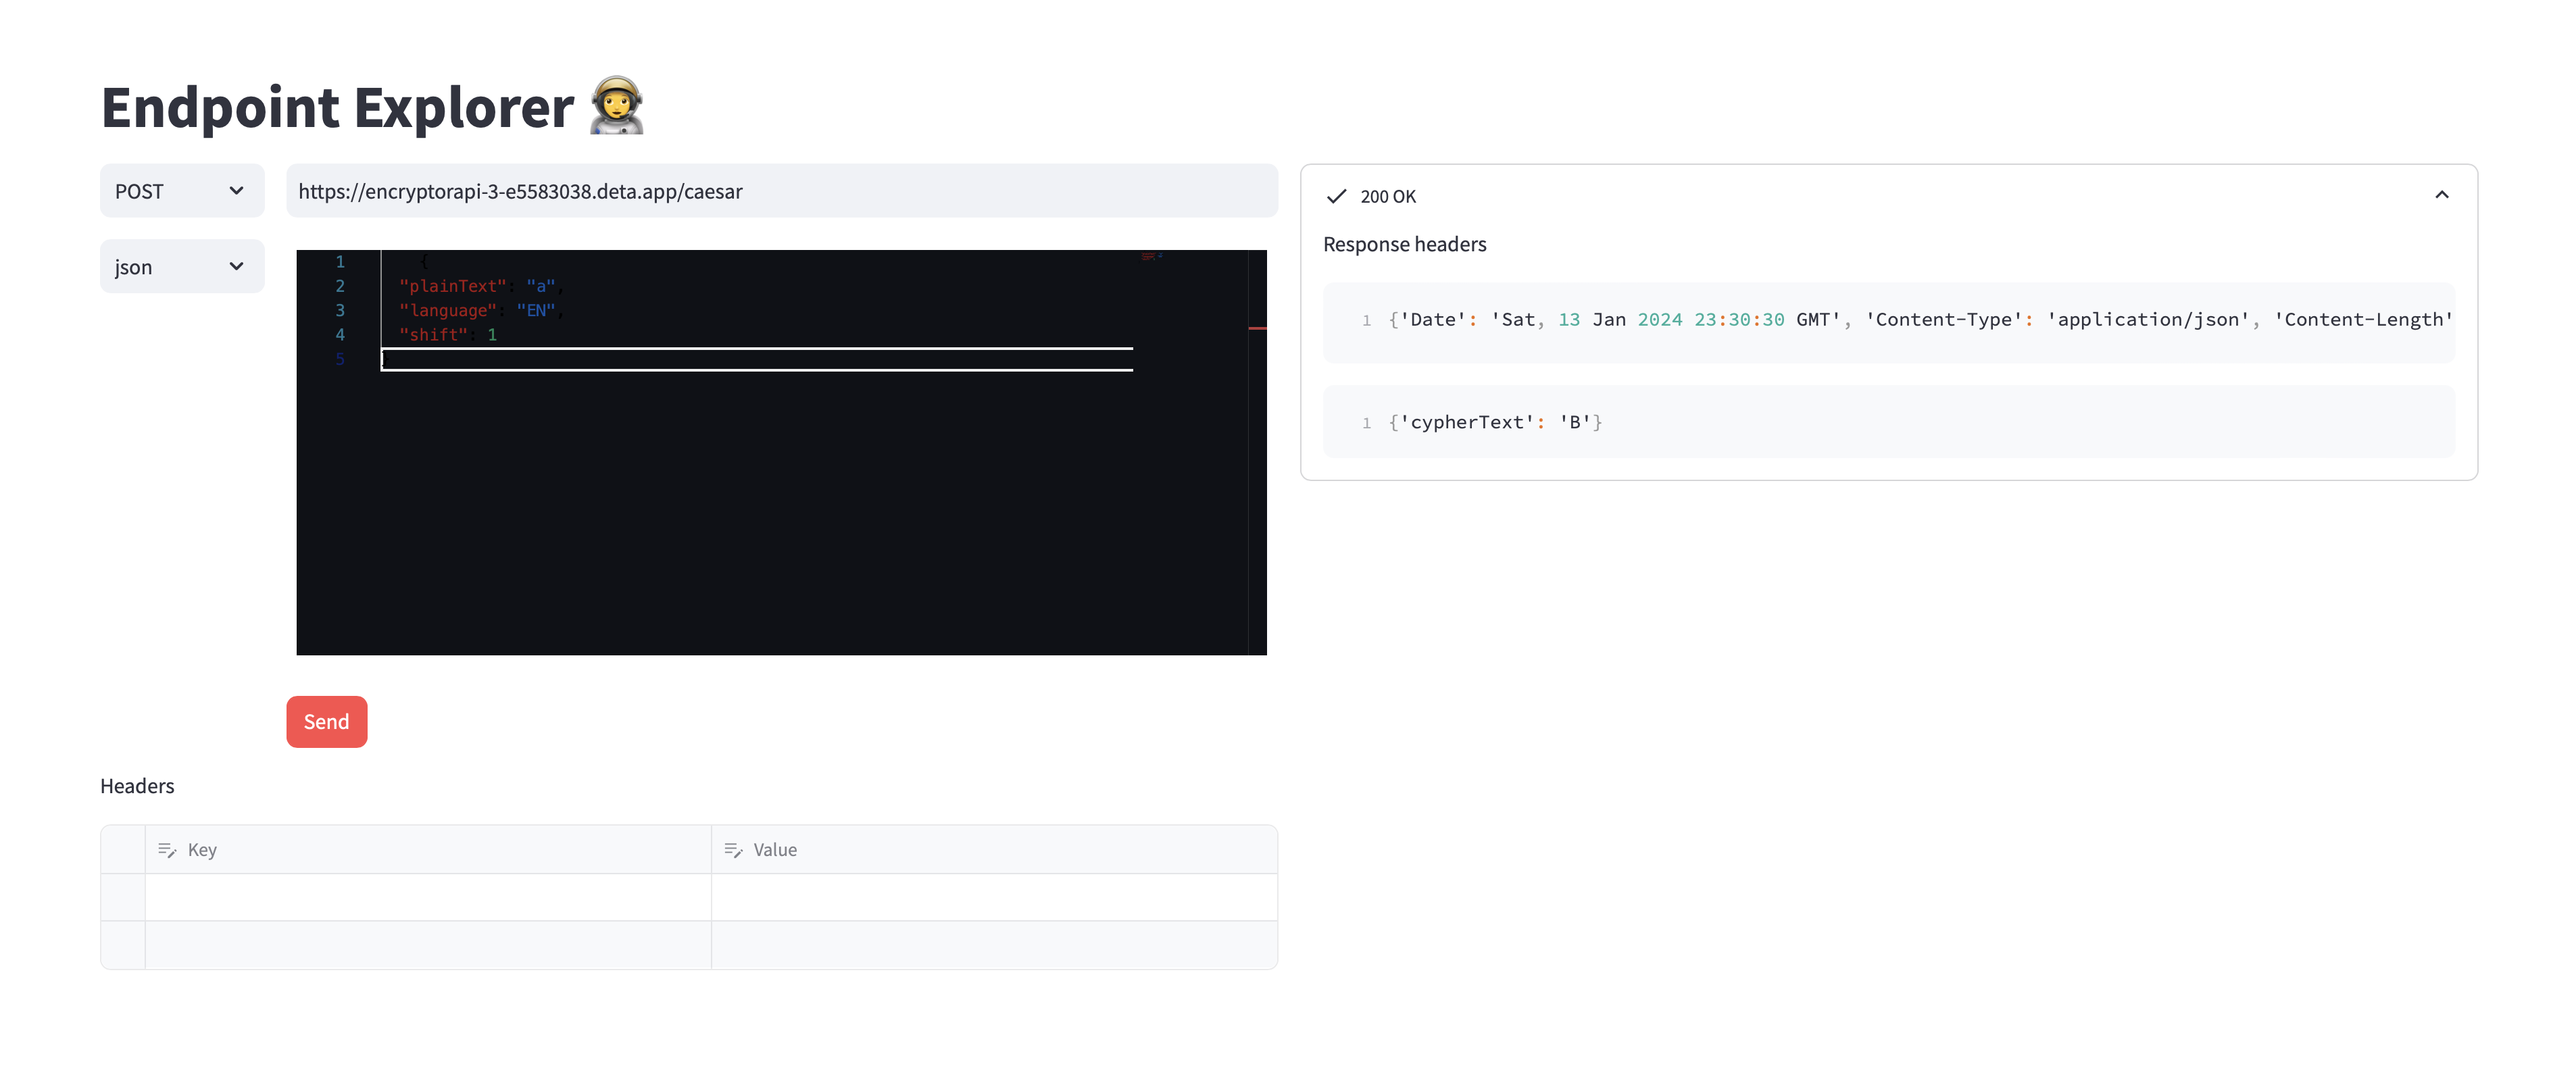 Endpoint Explorer
POST
https://encryptorapi-3-e5583038.deta.app/caesar
json
1 {
2 "plainText": "a",
3 "language": "EN",
4 "shift": 1
5
Send
Headers
Key Value
200 OK
Response headers
1 {'Date': 'Sat, 13 Jan 2024 23:30:30 GMT', 'Content-Type': 'application/json', 'Content-Length'
1 {'cypherText': 'B'}